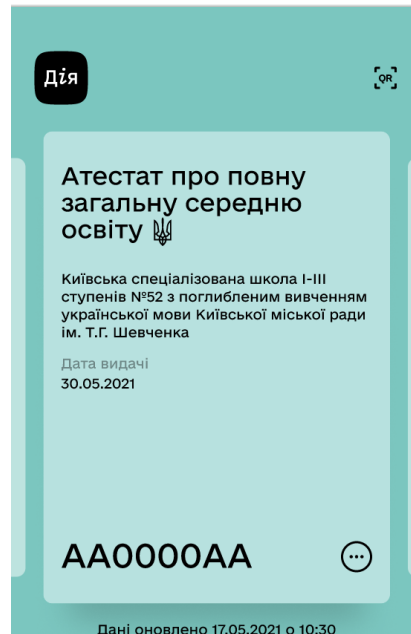 Дія
QR
Атестат про повну
загальну середню
освіту
Київська спеціалізована школа І-ІІІ
ступенів №52 з поглибленим вивченням
української мови Київської міської ради
ім. Т.Г. Шевченка
Дата видачі
30.05.2021
АА0000АА
Дані оновлено 17.05.2021 о 10:30